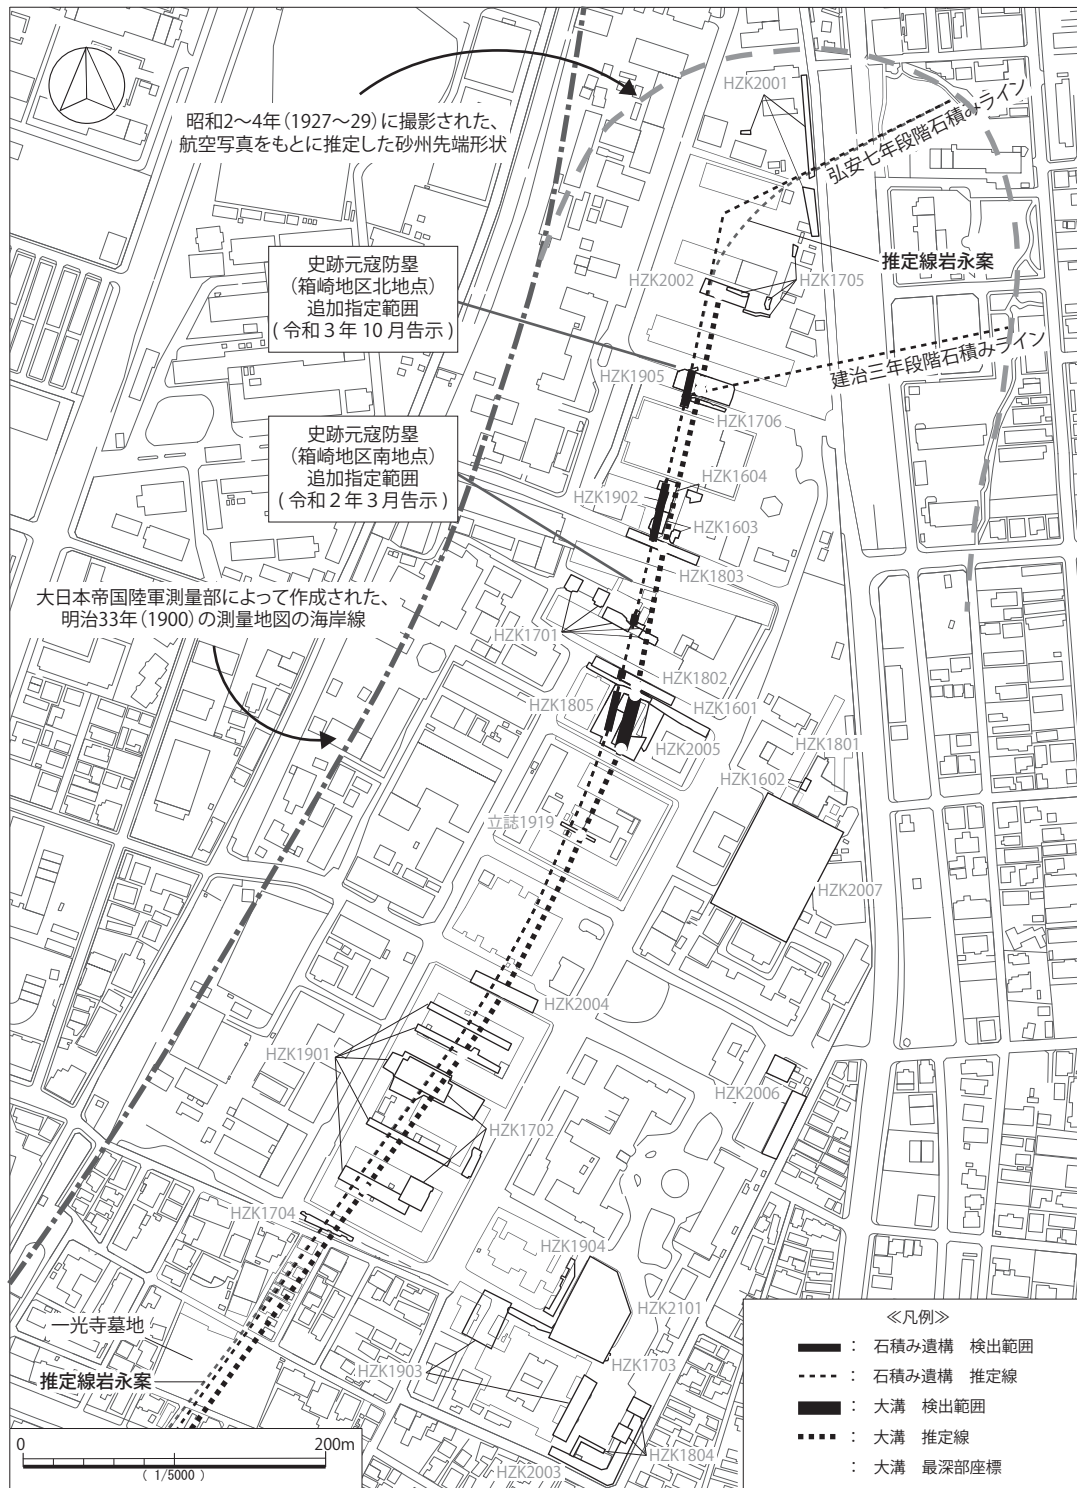 HZK2001
昭和2~4年(1927~29)に撮影された、
航空写真をもとに推定した砂州先端形状
弘安七年段階石積みライン
推定線岩永案
史跡元寇防塁
(箱崎地区北地点)
追加指定範囲
(令和3年10月告示)
HZK2002
HZK1705
建治三年段階石積みライン
HZK1905
HZK1706
史跡元寇防塁
(箱崎地区南地点)
追加指定範囲
(令和2年3月告示)
HZK1604
HZK1902
HZK1603
HZK1803
大日本帝国陸軍測量部によって作成された、
明治33年(1900)の測量地図の海岸線
HZK1701
HZK1802
HZK1805
HZK1601
HZK2005
HZK1801
HZK1602
立誌1919
HZK2007
HZK2004
HZK1901
HZK2006
HZK1702
HZK1704
HZK1904
HZK2101
一光寺墓地
HZK1703
HZK1903
推定線岩永案
HZK1804
HZK2003
0 200m
(1/5000)
≪凡例≫
: 石積み遺構 検出範囲
: 石積み遺構 推定線
: 大溝 検出範囲
: 大溝 推定線
: 大溝 最深部座標